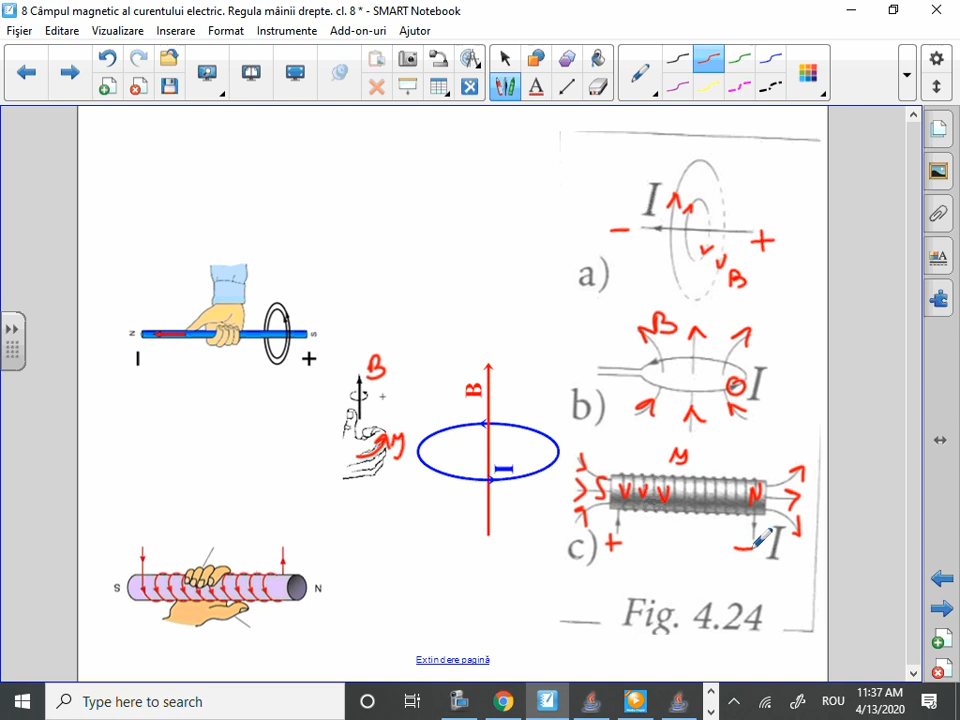 8 Câmpul magnetic al curentului electric. Regula mâinii drepte. cl. 8 * - SMART Notebook
Fișier Editare Vizualizare Inserare Format Instrumente Add-on-uri Ajutor
I
- +
B
a)
N S
I +
B
B
+
I
b)
B
I
S N
+ -
c) I
S N
Fig. 4.24
Extindere pagină
Type here to search
ROU
11:37 AM
4/13/2020